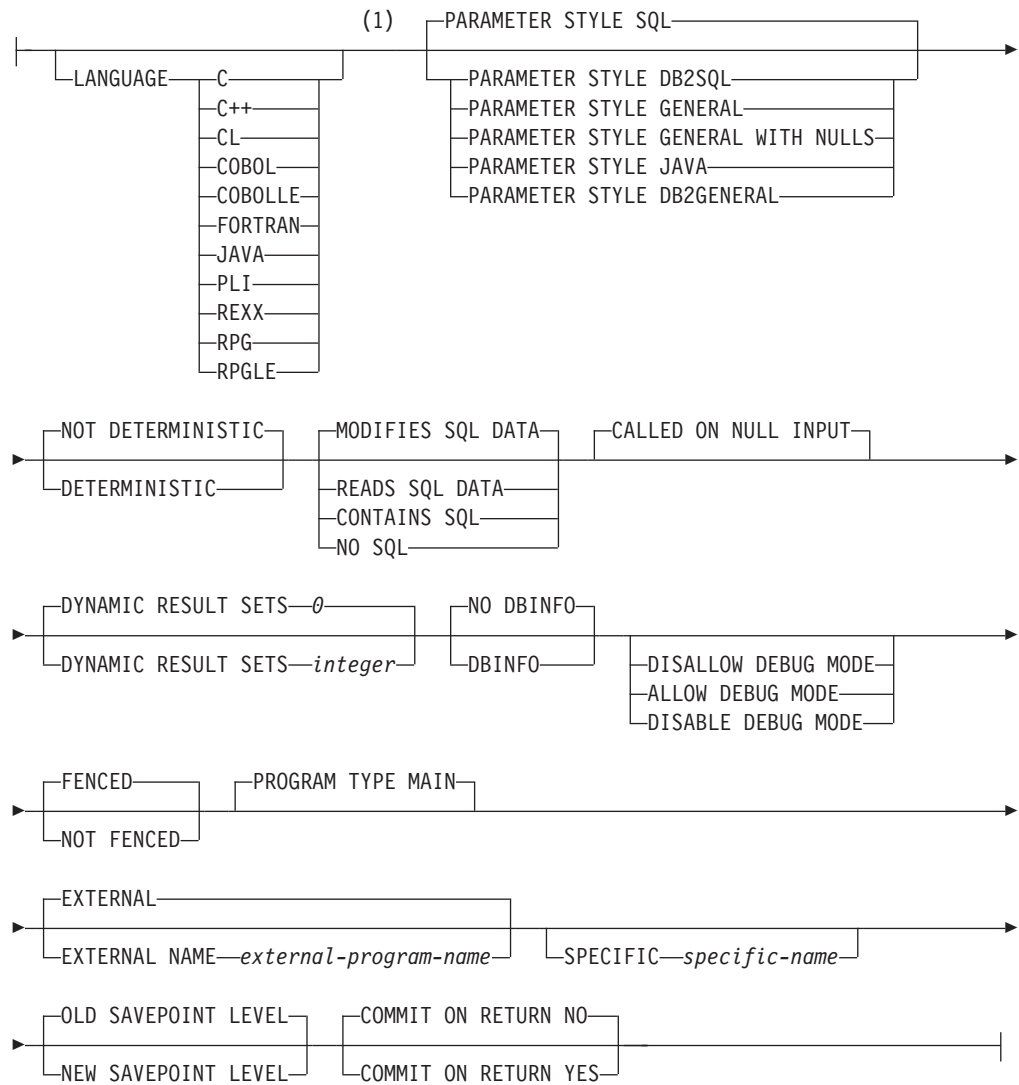 (1) PARAMETER STYLE SQL
LANGUAGE C PARAMETER STYLE DB2SQL
C++ PARAMETER STYLE GENERAL
CL PARAMETER STYLE GENERAL WITH NULLS
COBOL PARAMETER STYLE JAVA
COBOLLE PARAMETER STYLE DB2GENERAL
FORTRAN
JAVA
PLI
REXX
RPG
RPGLE
NOT DETERMINISTIC MODIFIES SQL DATA CALLED ON NULL INPUT
DETERMINISTIC READS SQL DATA
CONTAINS SQL
NO SQL
DYNAMIC RESULT SETS 0 NO DBINFO
DYNAMIC RESULT SETS integer DBINFO DISALLOW DEBUG MODE
ALLOW DEBUG MODE
DISABLE DEBUG MODE
FENCED PROGRAM TYPE MAIN
NOT FENCED
EXTERNAL
EXTERNAL NAME external-program-name SPECIFIC specific-name
OLD SAVEPOINT LEVEL COMMIT ON RETURN NO
NEW SAVEPOINT LEVEL COMMIT ON RETURN YES